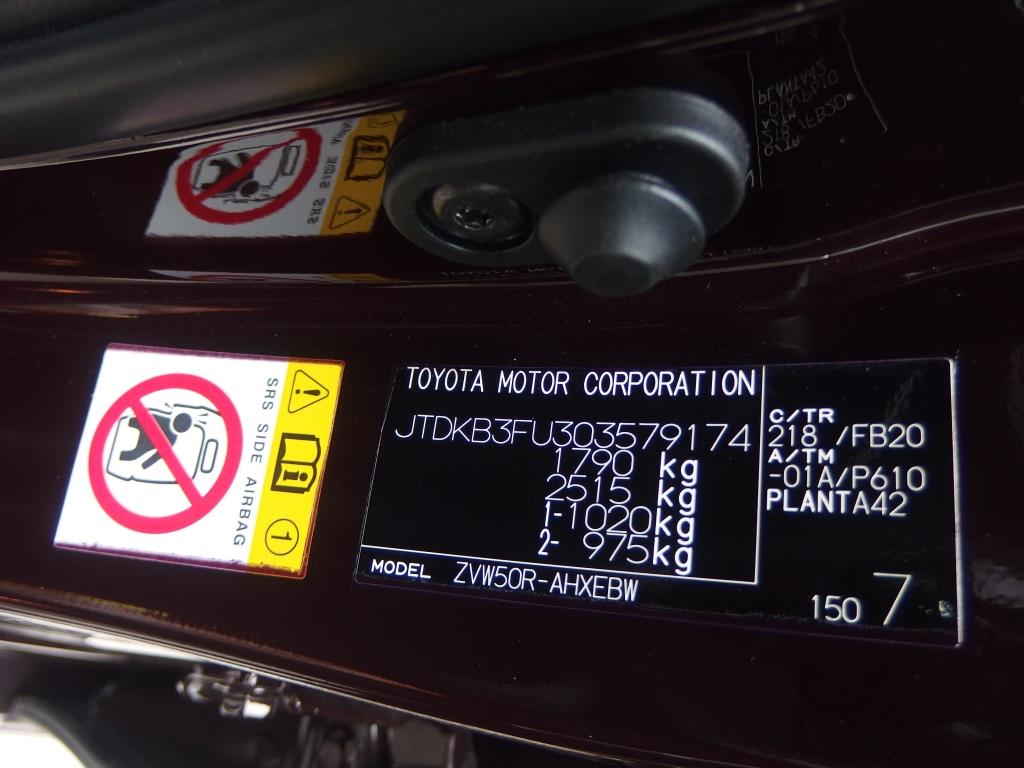 SRS SIDE AIRBAG
1
TOYOTA MOTOR CORPORATION
JTDKB3FU303579174
1790 kg
2515 kg
1-1020kg
2- 975kg
MODEL ZVW50R-AHXEBW
C/TR
218 /FB20
A/TM
-01A/P610
PLANTA42
150 7